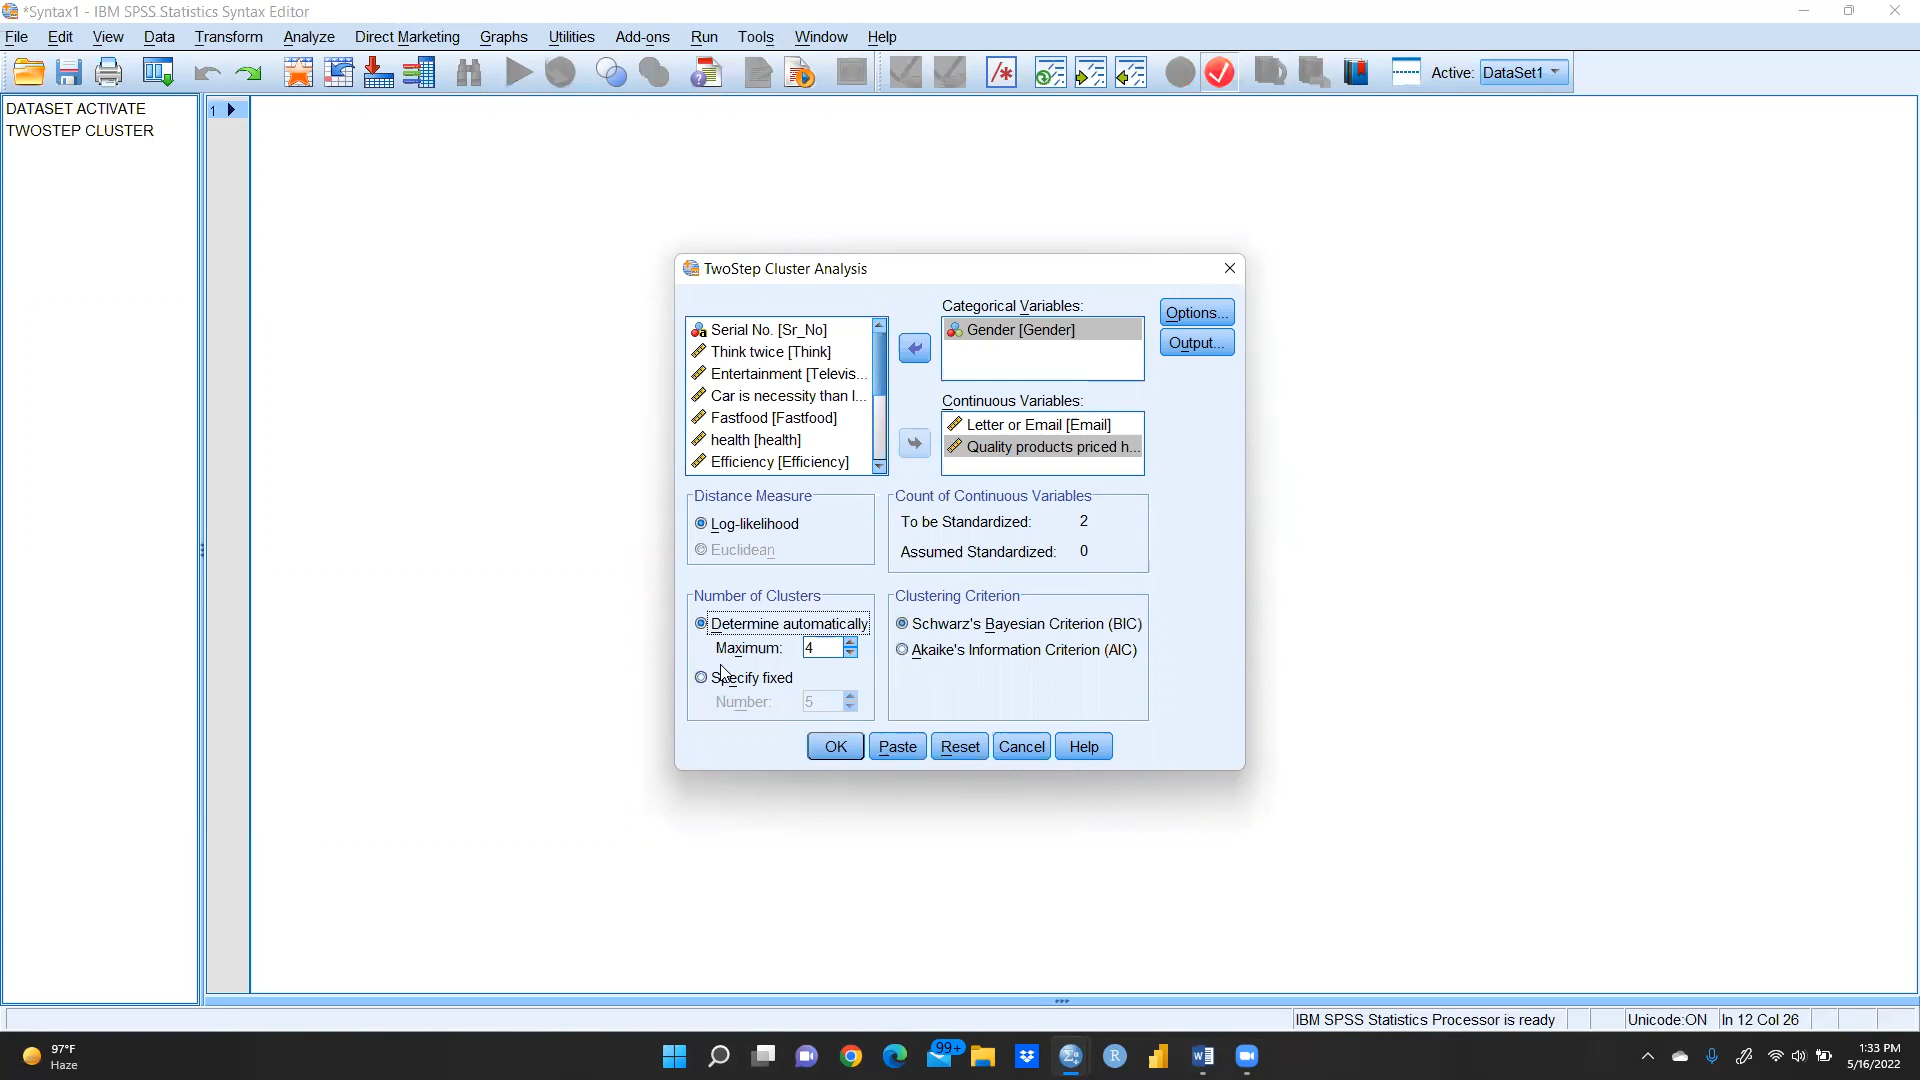 *Syntax1 - IBM SPSS Statistics Syntax Editor
File Edit View Data Transform Analyze Direct Marketing Graphs Utilities Add-ons Run Tools Window Help
Active: DataSet1
DATASET ACTIVATE
TWOSTEP CLUSTER
1
TwoStep Cluster Analysis
Categorical Variables:
Options...
Serial No. [Sr_No]
Gender [Gender]
Output...
Think twice [Think]
Entertainment [Televis...
Car is necessity than l...
Continuous Variables:
Fastfood [Fastfood]
Letter or Email [Email]
health [health]
Quality products priced h...
Efficiency [Efficiency]
Distance Measure
Count of Continuous Variables
Log-likelihood
To be Standardized: 2
Euclidean
Assumed Standardized: 0
Number of Clusters
Clustering Criterion
Determine automatically
Schwarz's Bayesian Criterion (BIC)
Maximum: 4
Akaike's Information Criterion (AIC)
Specify fixed
Number: 5
OK Paste Reset Cancel Help
IBM SPSS Statistics Processor is ready Unicode:ON In 12 Col 26
97°F
Haze
99+
1:33 PM
5/16/2022